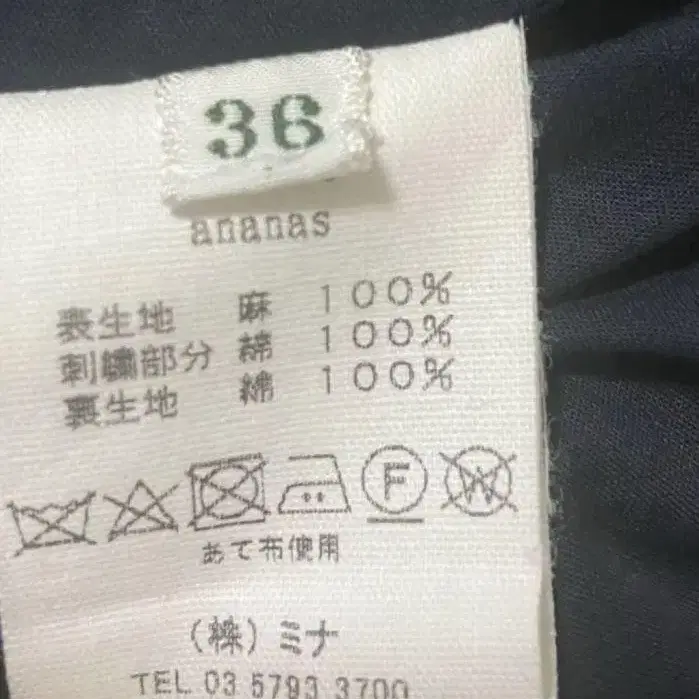 36
ananas
表生地 麻 100%
刺繍部分 綿 100%
裏生地 綿 100%
F W
あて布使用
(株)ミナ
TEL 03 5793 3700